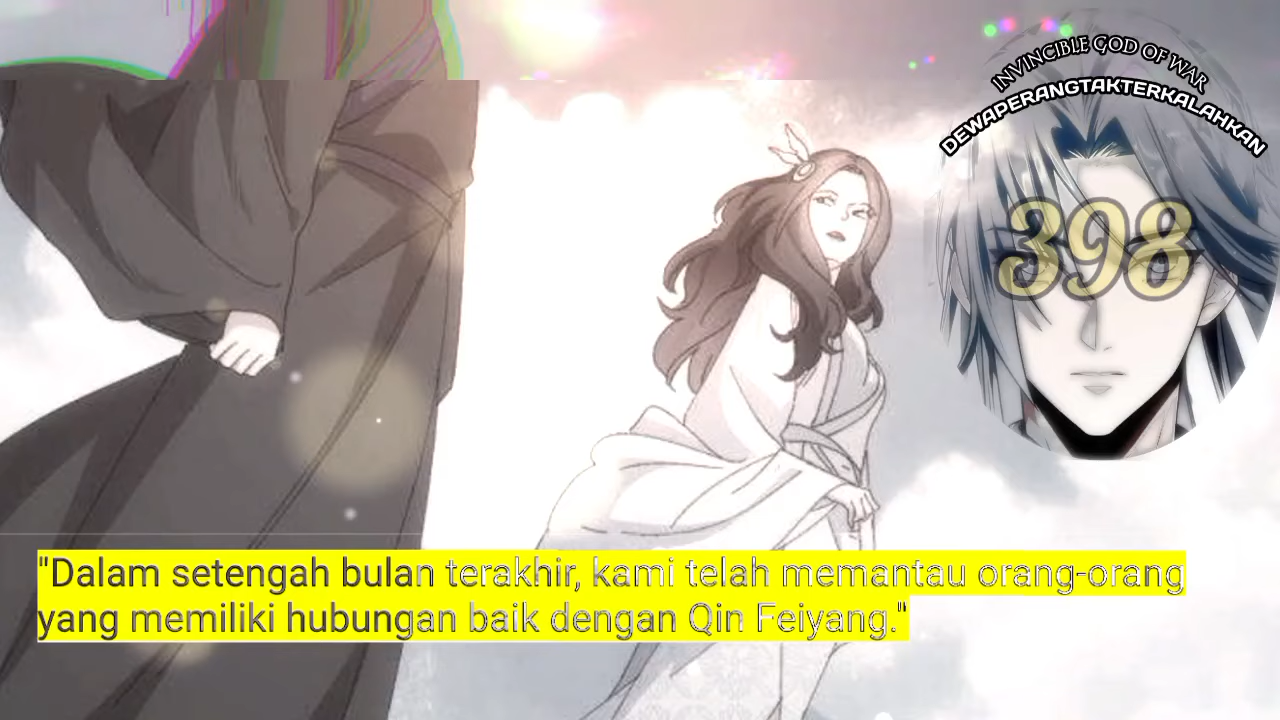 INVINCIBLE GOD OF WAR
DEWAPERANGTAKTERKALAHKAN
398
"Dalam setengah bulan terakhir, kami telah memantau orang-orang
yang memiliki hubungan baik dengan Qin Feiyang."